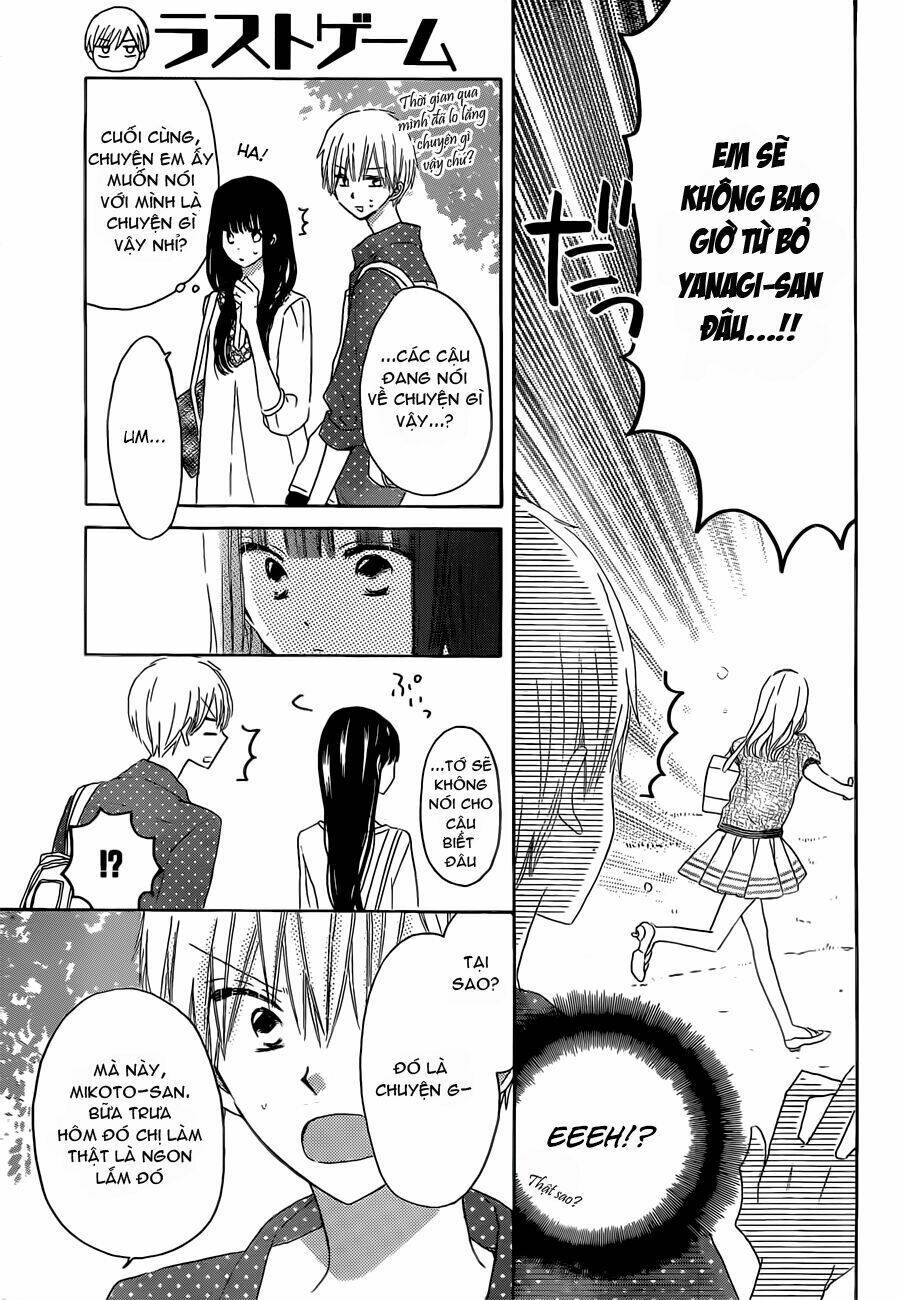 EM SẼ
KHÔNG BAO
GIỜ TỪ BỎ
YANAGI-SAN
ĐÂU...!!
だっ
EEEH!?
Thật sao?
ラストゲーム
Thời gian qua
mình đã lo lắng
chuyện gì
vậy chứ?
HA!
CUỐI CÙNG,
CHUYỆN EM ẤY
MUỐN NÓI
VỚI MÌNH LÀ
CHUYỆN GÌ
VẬY NHỈ?
...CÁC CẬU
ĐANG NÓI
VỀ CHUYỆN GÌ
VẬY...?
UM...
ぷい
...TỚ SẼ
KHÔNG
NÓI CHO
CẬU
BIẾT
ĐÂU
!?
TẠI
SAO?
ĐÓ LÀ
CHUYỆN G-
MÀ NÀY,
MIKOTO-SAN.
BỮA TRƯA
HÔM ĐÓ CHỊ LÀM
THẬT LÀ NGON
LẮM ĐÓ